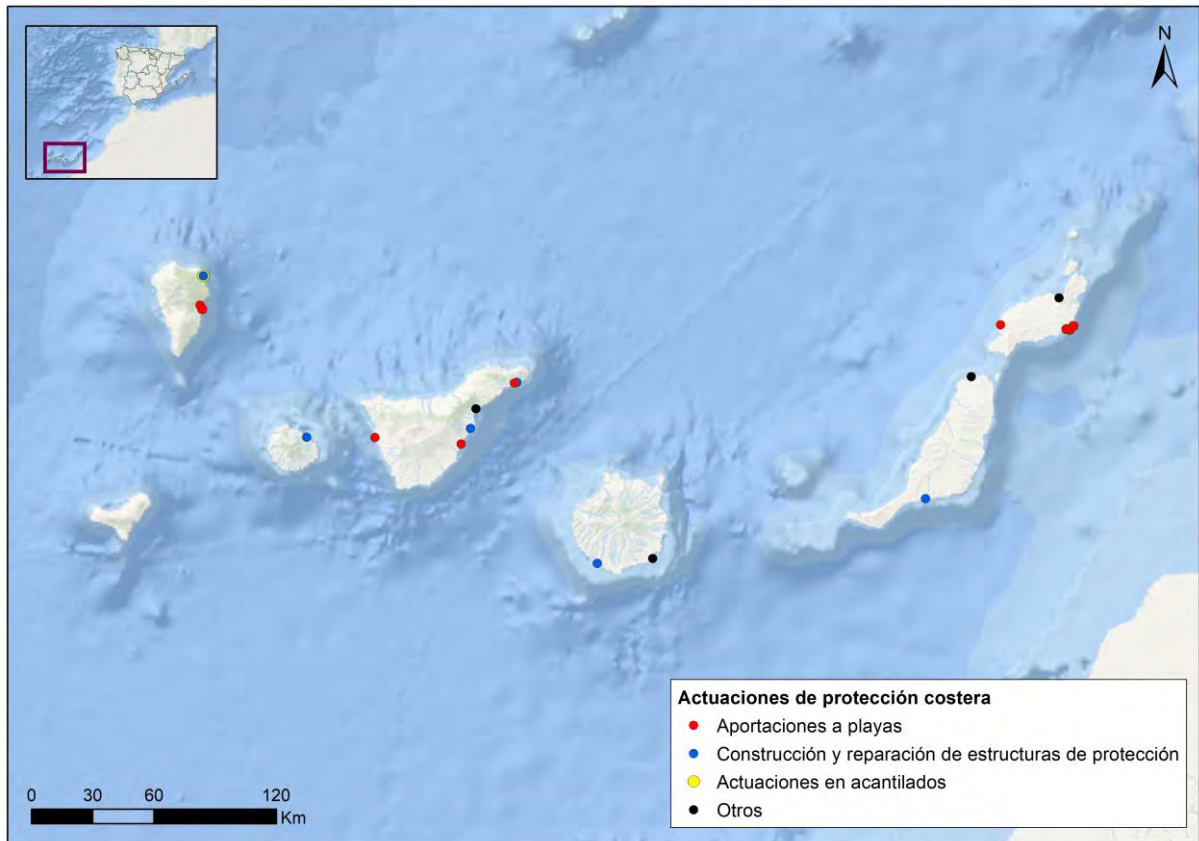 N
Actuaciones de protección costera
Aportaciones a playas
Construcción y reparación de estructuras de protección
Actuaciones en acantilados
Otros
0 30 60 120
Km